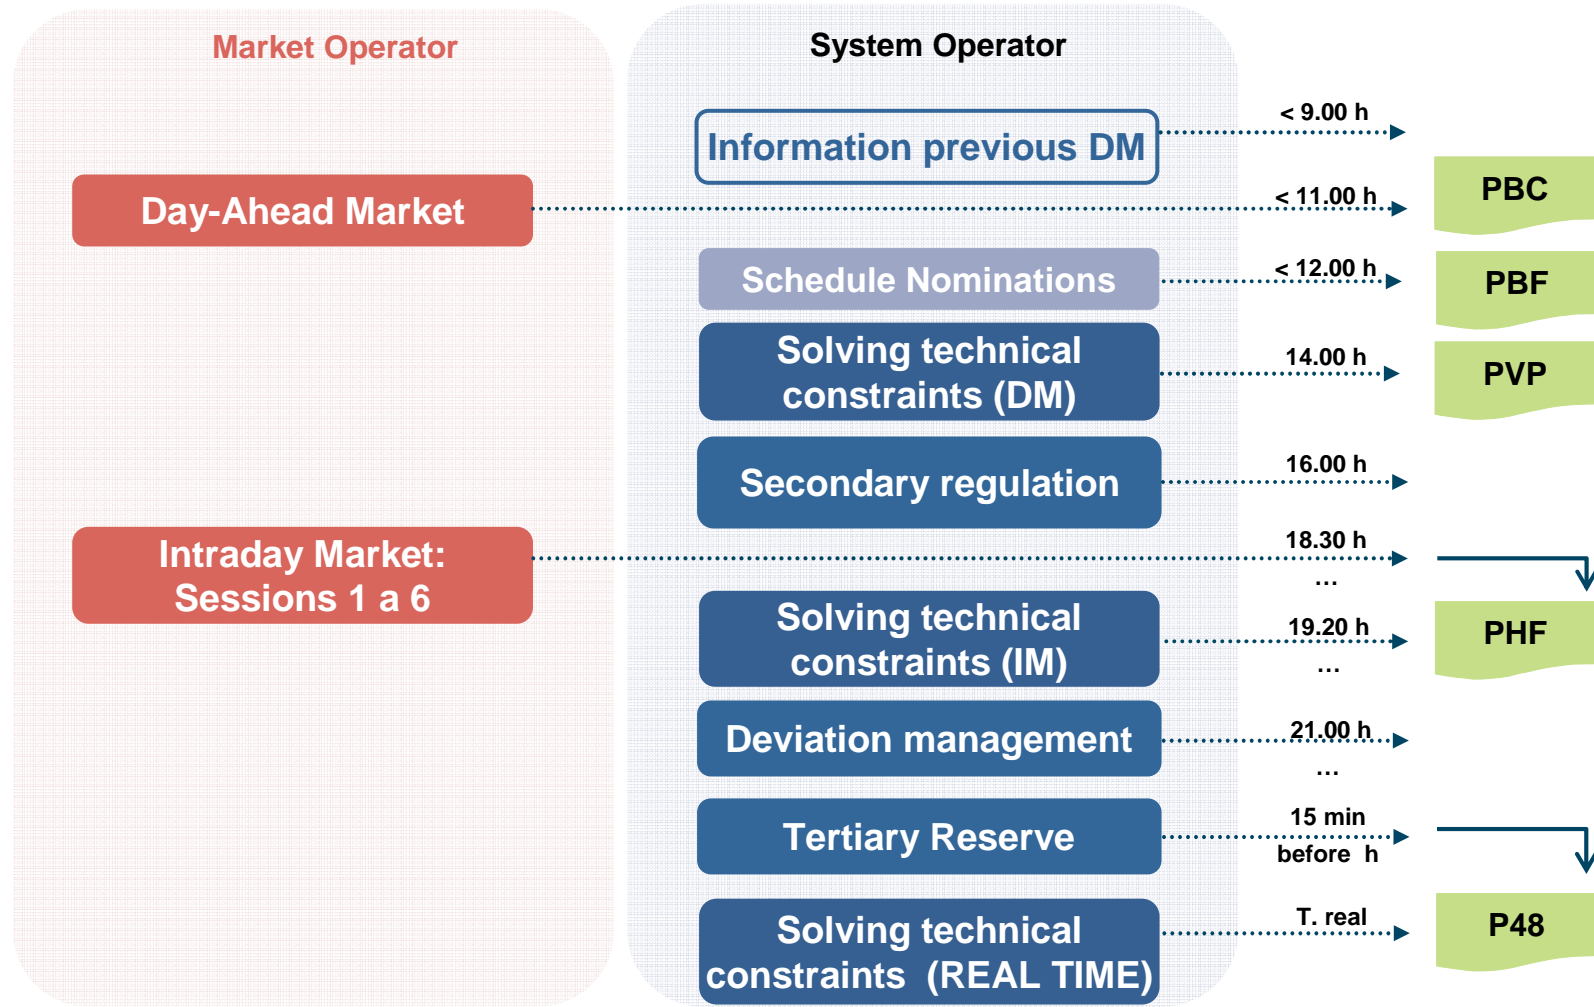 Market Operator
System Operator
Information previous DM
< 9.00 h
Day-Ahead Market
< 11.00 h
PBC
Schedule Nominations
< 12.00 h
PBF
Solving technical
constraints (DM)
14.00 h
PVP
Secondary regulation
16.00 h
Intraday Market:
Sessions 1 a 6
18.30 h
...
Solving technical
constraints (IM)
19.20 h
...
PHF
Deviation management
21.00 h
...
Tertiary Reserve
15 min
before h
Solving technical
constraints (REAL TIME)
T. real
P48